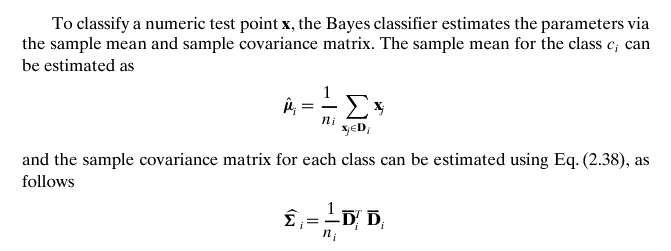 To classify a numeric test point x, the Bayes classifier estimates the parameters via
the sample mean and sample covariance matrix. The sample mean for the class cᵢ can
be estimated as
μ̂ᵢ = 1/nᵢ ∑_{xⱼ∈Dᵢ} xⱼ
and the sample covariance matrix for each class can be estimated using Eq. (2.38), as
follows
Σ̂ᵢ = 1/nᵢ D̅ᵢᵀ D̅ᵢ